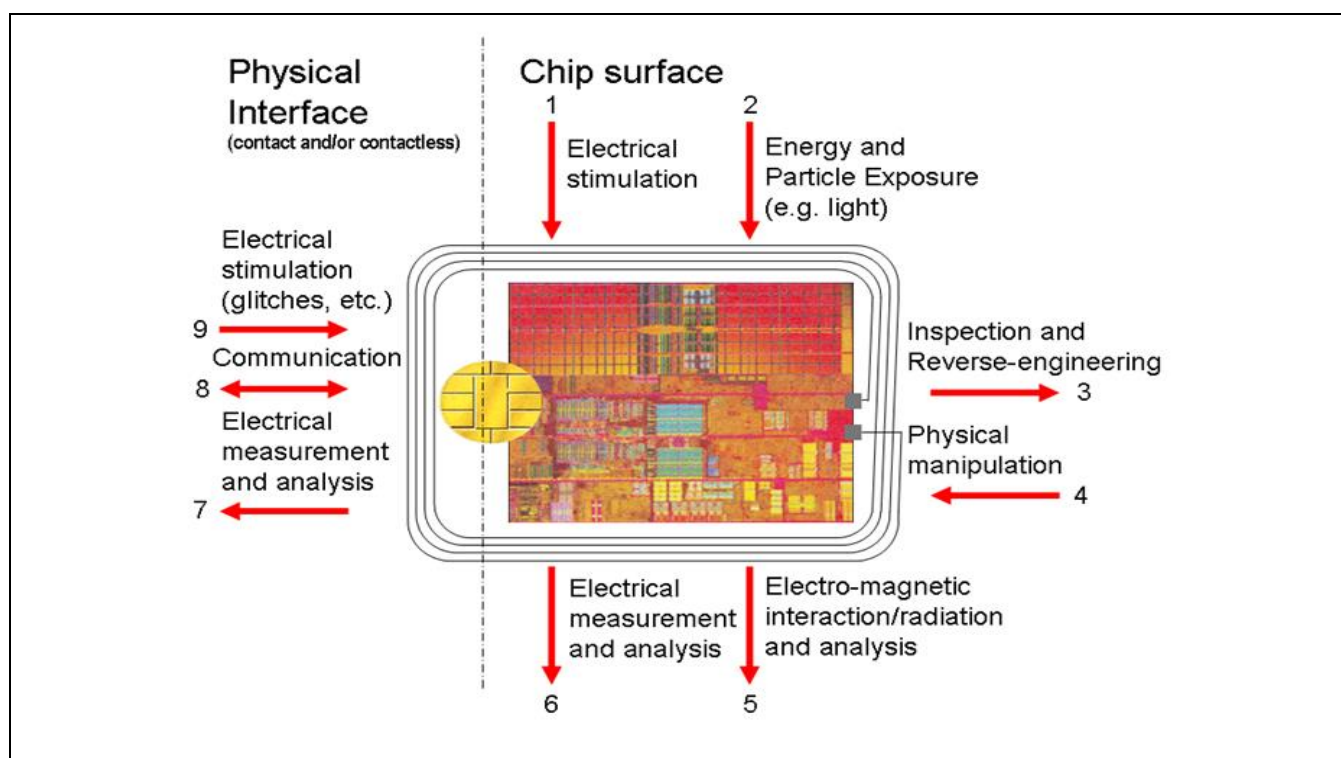 Physical
Interface
(contact and/or contactless)
Chip surface
1
Electrical
stimulation
2
Energy and
Particle Exposure
(e.g. light)
Electrical
stimulation
(glitches, etc.)
9
Communication
8
Electrical
measurement
and analysis
7
Inspection and
Reverse-engineering
3
Physical
manipulation
4
Electrical
measurement
and analysis
6
Electro-magnetic
interaction/radiation
and analysis
5